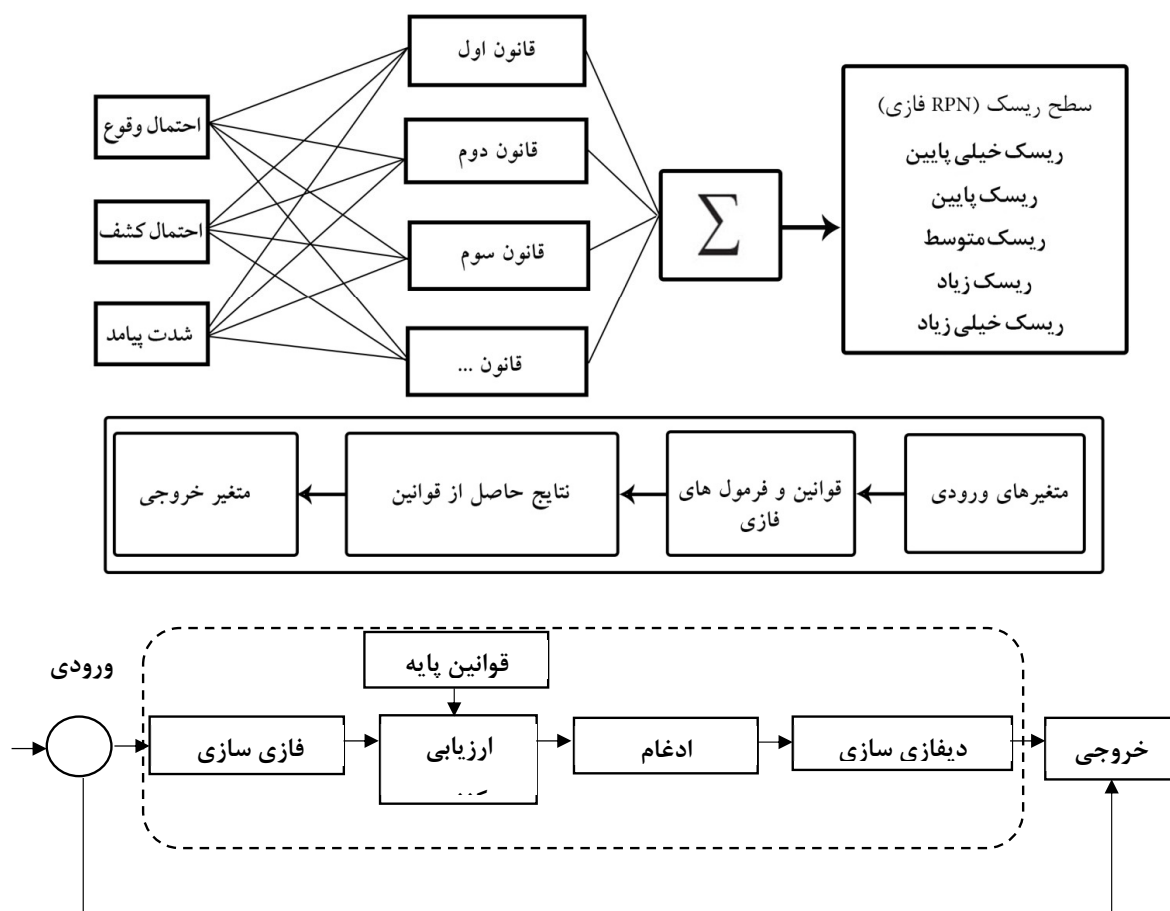 احتمال وقوع
احتمال کشف
شدت پیامد
قانون اول
قانون دوم
قانون سوم
قانون ...
∑
سطح ریسک (RPN فازی)
ریسک خیلی پایین
ریسک پایین
ریسک متوسط
ریسک زیاد
ریسک خیلی زیاد
متغیرهای ورودی
قوانین و فرمول های
فازی
نتایج حاصل از قوانین
متغیر خروجی
ورودی
قوانین پایه
فازی سازی
ارزیابی
ادغام
دیفازی سازی
خروجی